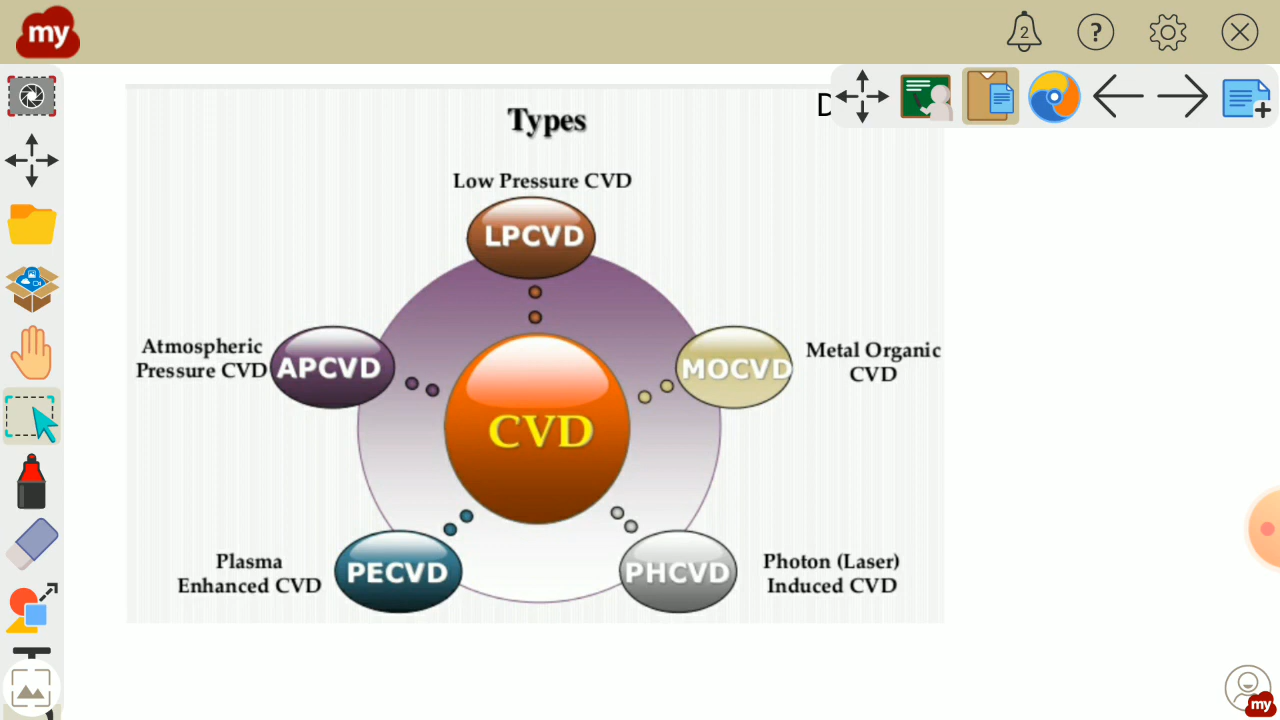 my
2
?
D
Types
Low Pressure CVD
LPCVD
Atmospheric
Pressure CVD
APCVD
MOCVD
Metal Organic
CVD
CVD
Plasma
Enhanced CVD
PECVD
PHCVD
Photon (Laser)
Induced CVD
my